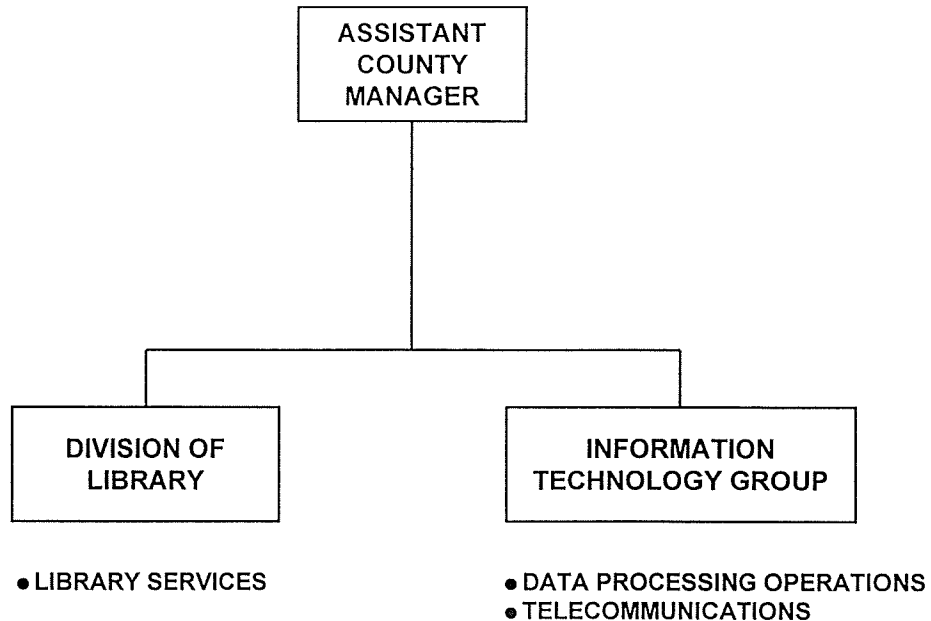 ASSISTANT
COUNTY
MANAGER
DIVISION OF
LIBRARY
INFORMATION
TECHNOLOGY GROUP
● LIBRARY SERVICES
● DATA PROCESSING OPERATIONS
● TELECOMMUNICATIONS